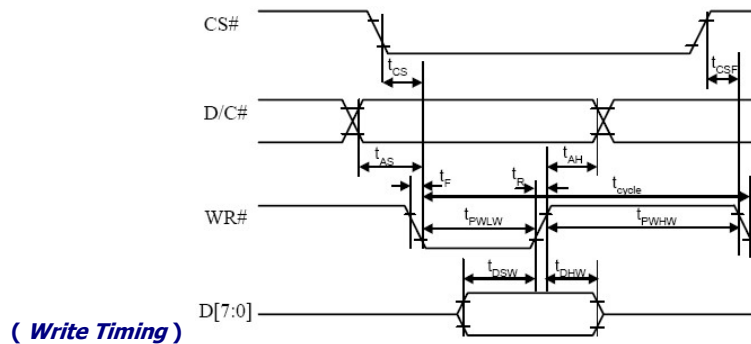 CS#
tCS
tCSF
D/C#
tAS
tAH
tF
tR
tcycle
WR#
tPWLW
tPWHW
tDSW
tDHW
D[7:0]
( Write Timing )